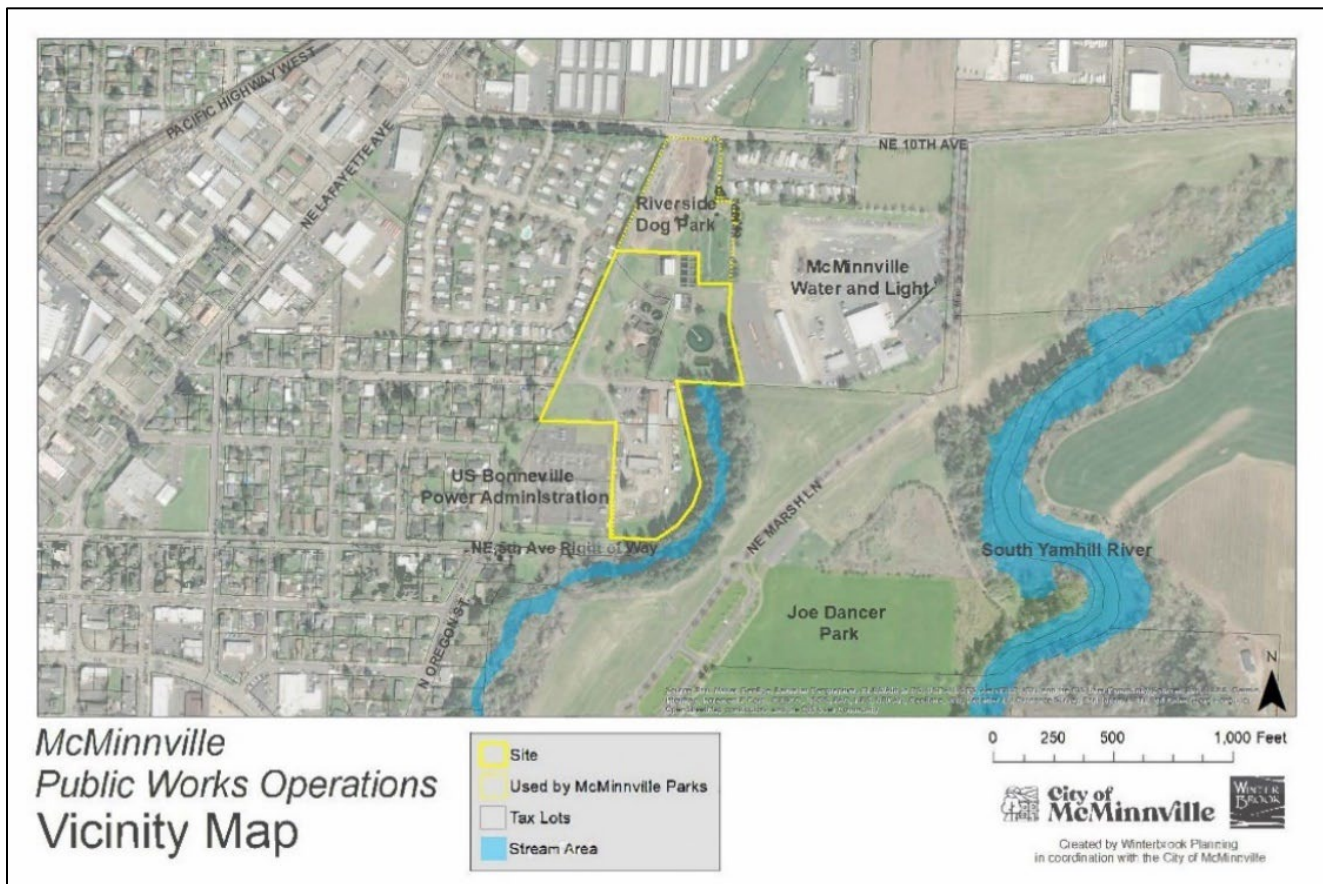 PACIFIC HIGHWAY WEST
NE LAFAYETTE AVE
NE 10TH AVE
Riverside
Dog Park
McMinnville
Water and Light
US Bonneville
Power Administration
NE 5th Ave Right of Way
NE MARSH LN
South Yamhill River
N OREGON ST
Joe Dancer
Park
N
McMinnville
Public Works Operations
Vicinity Map
Site
Used by McMinnville Parks
Tax Lots
Stream Area
0 250 500 1,000 Feet
City of
McMinnville
WINTER
BROOK
Created by Winterbrook Planning
in coordination with the City of McMinnville